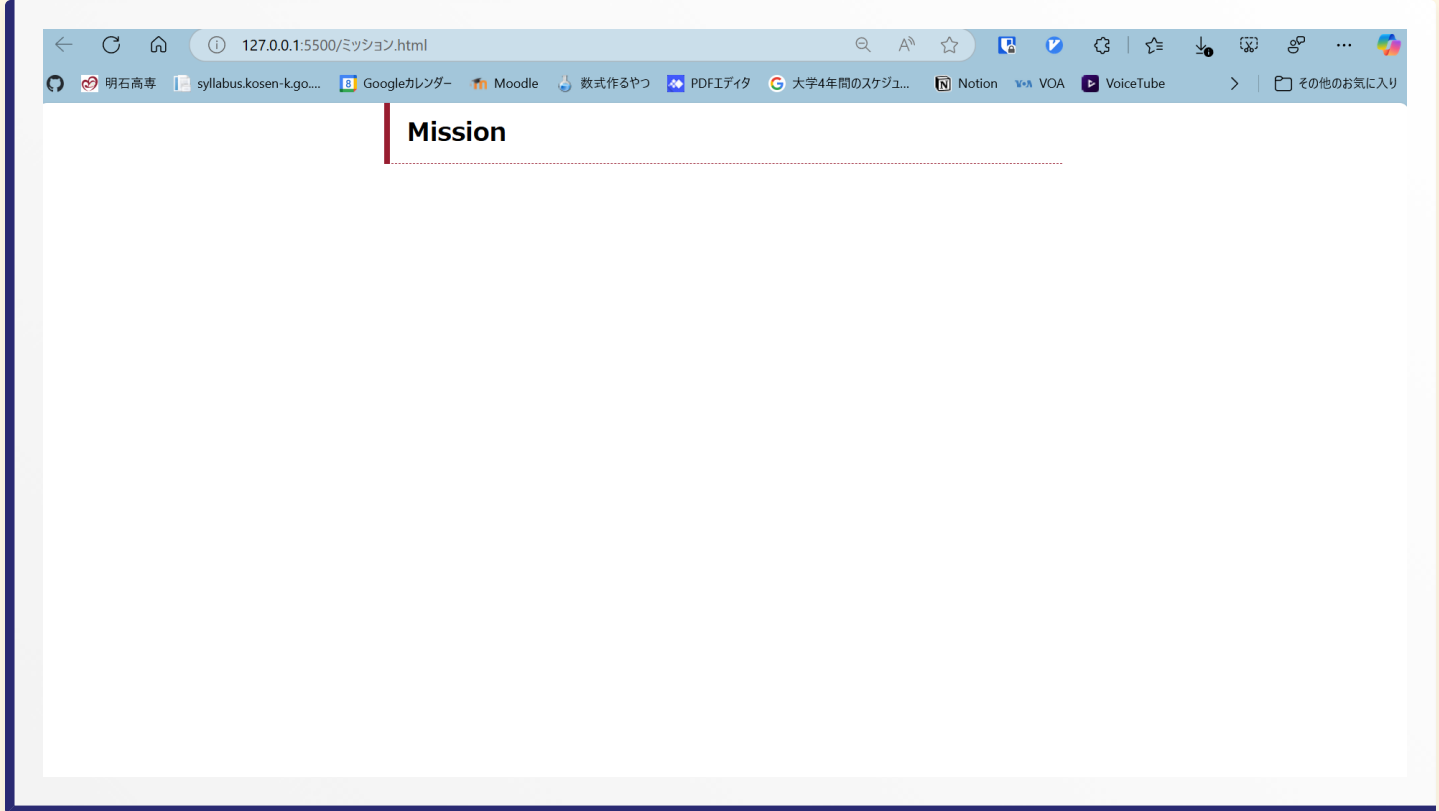 127.0.0.1:5500/ミッション.html
明石高専 syllabus.kosen-k.go.... 8 Googleカレンダー Moodle 数式作るやつ PDFエディタ G 大学4年間のスケジュ... N Notion VOA VOA VoiceTube その他のお気に入り
Mission